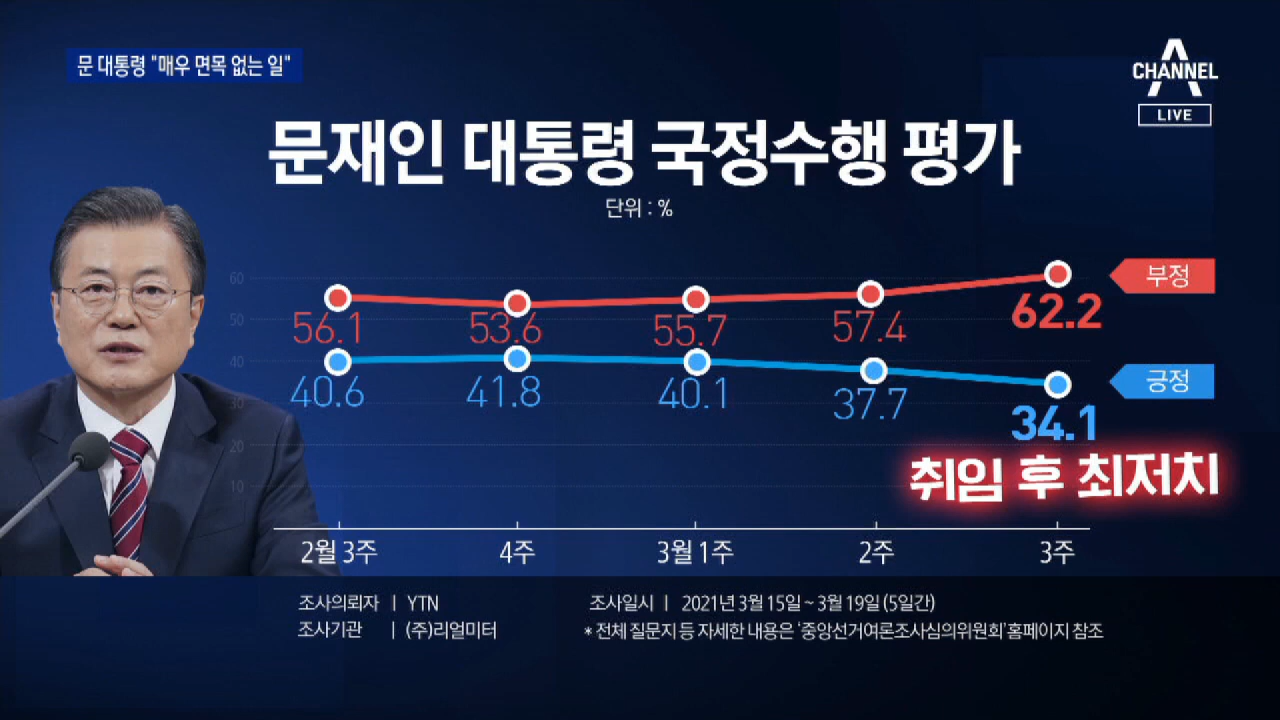 문 대통령 "매우 면목 없는 일"
CHANNEL A
LIVE
문재인 대통령 국정수행 평가
단위 : %
60
50
40
30
20
10
부정
56.1 53.6 55.7 57.4 62.2
긍정
40.6 41.8 40.1 37.7 34.1
취임 후 최저치
2월 3주 4주 3월 1주 2주 3주
조사의뢰자 | YTN
조사일시 | 2021년 3월 15일 ~ 3월 19일 (5일간)
조사기관 | (주)리얼미터
* 전체 질문지 등 자세한 내용은 '중앙선거여론조사심의위원회' 홈페이지 참조